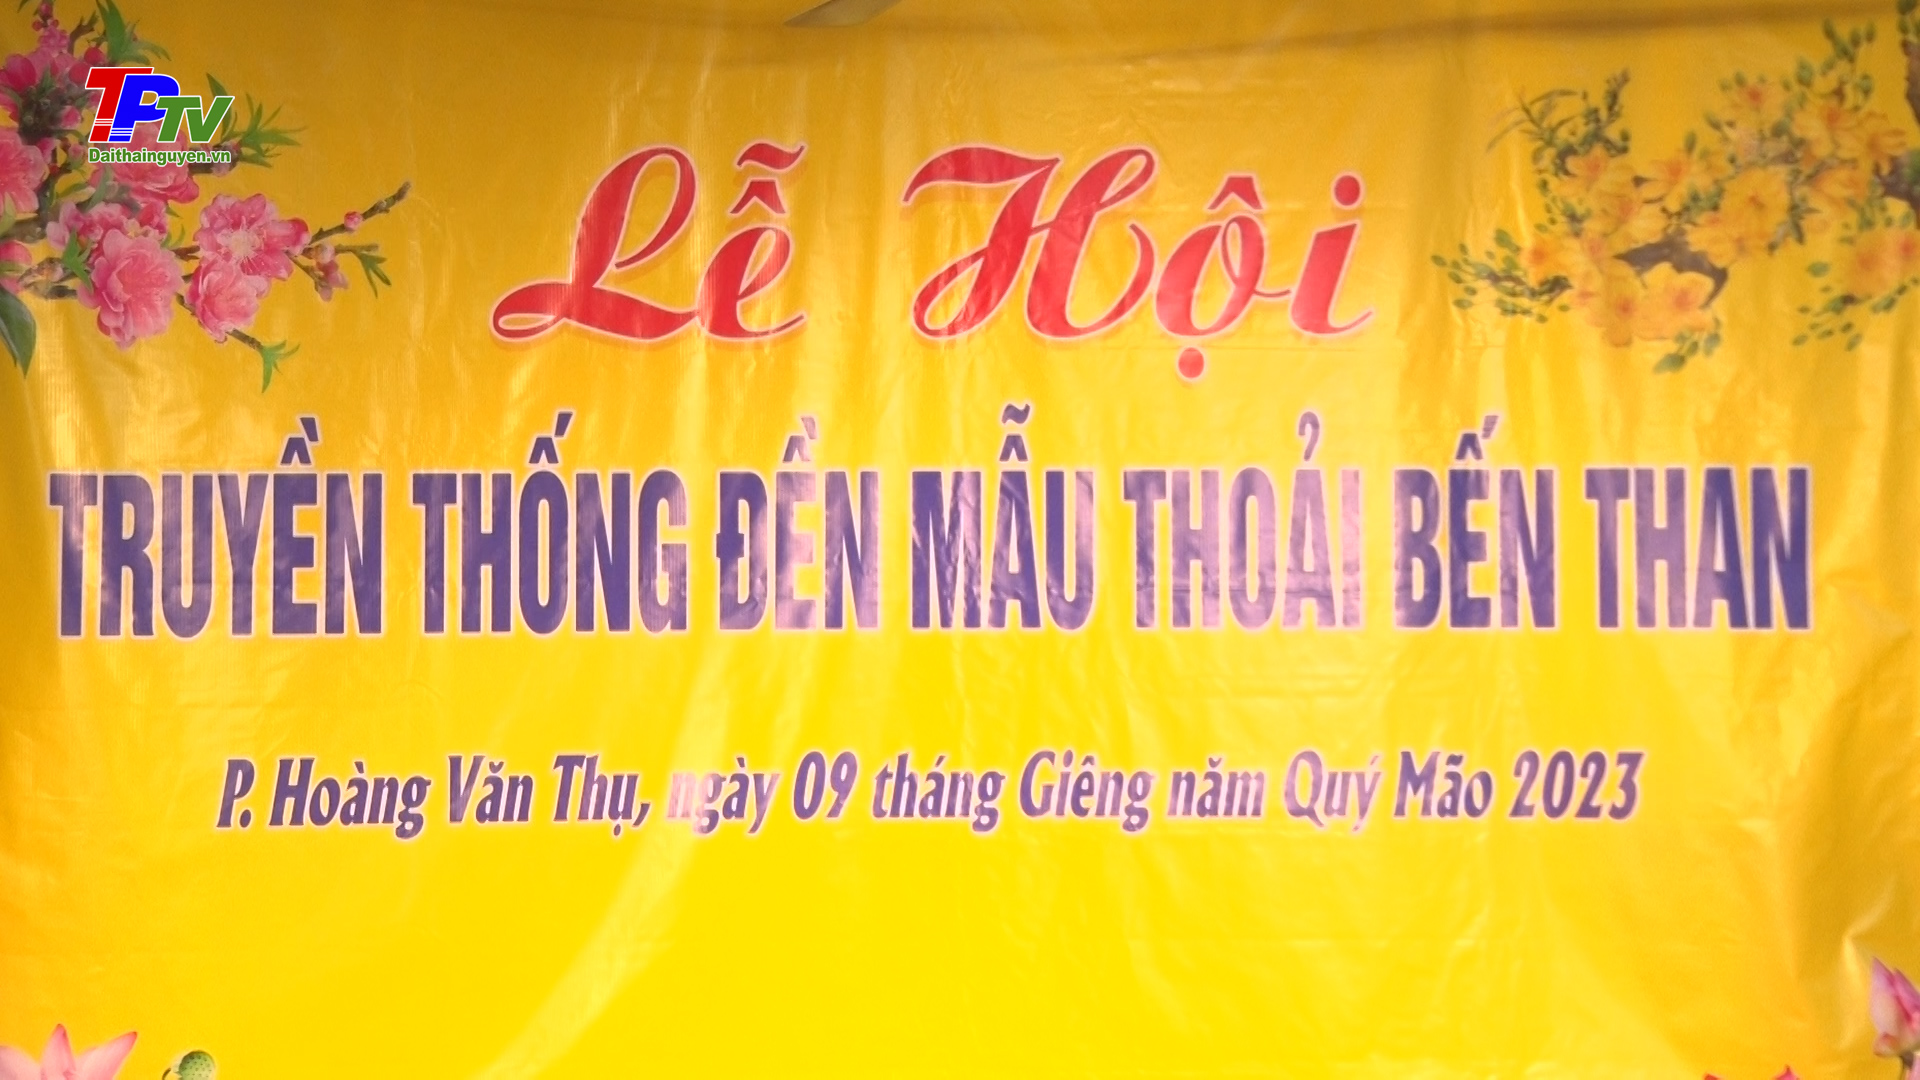 TPTV
Daithainguyen.vn
Lễ Hội
TRUYỀN THỐNG ĐỀN MẪU THOẢI BẾN THAN
P. Hoàng Văn Thụ, ngày 09 tháng Giêng năm Quý Mão 2023